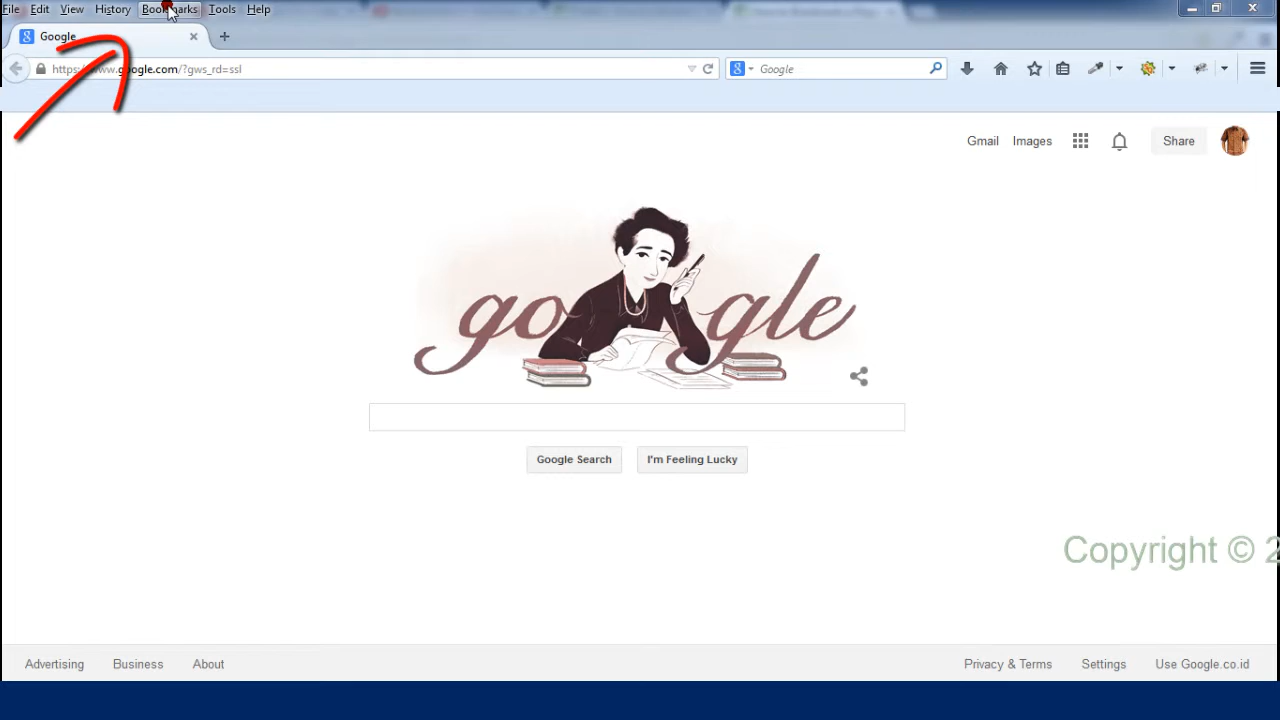 File Edit View History Bookmarks Tools Help
Google
https://www.google.com/?gws_rd=ssl
Google
Gmail Images Share
google
Google Search I'm Feeling Lucky
Copyright © 2
Advertising Business About Privacy & Terms Settings Use Google.co.id